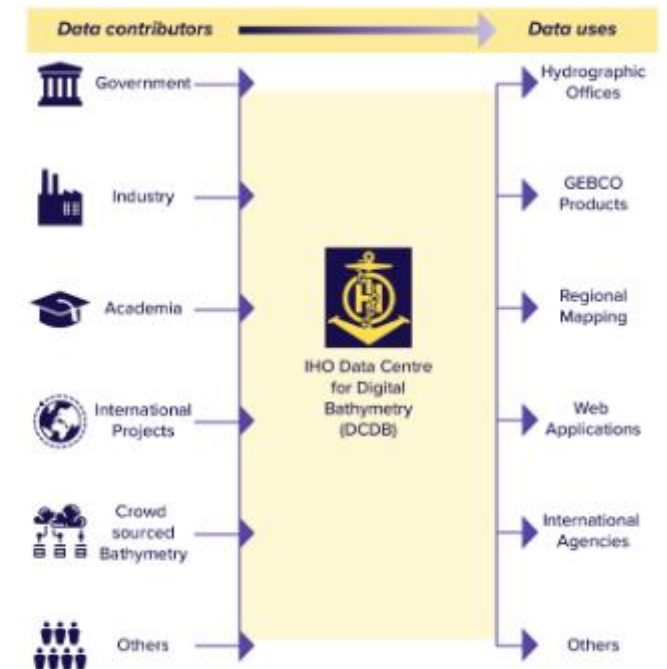 Data contributors
Data uses
Government
Industry
Academia
International
Projects
Crowd
sourced
Bathymetry
Others
IHO Data Centre
for Digital
Bathymetry
(DCDB)
Hydrographic
Offices
GEBCO
Products
Regional
Mapping
Web
Applications
International
Agencies
Others